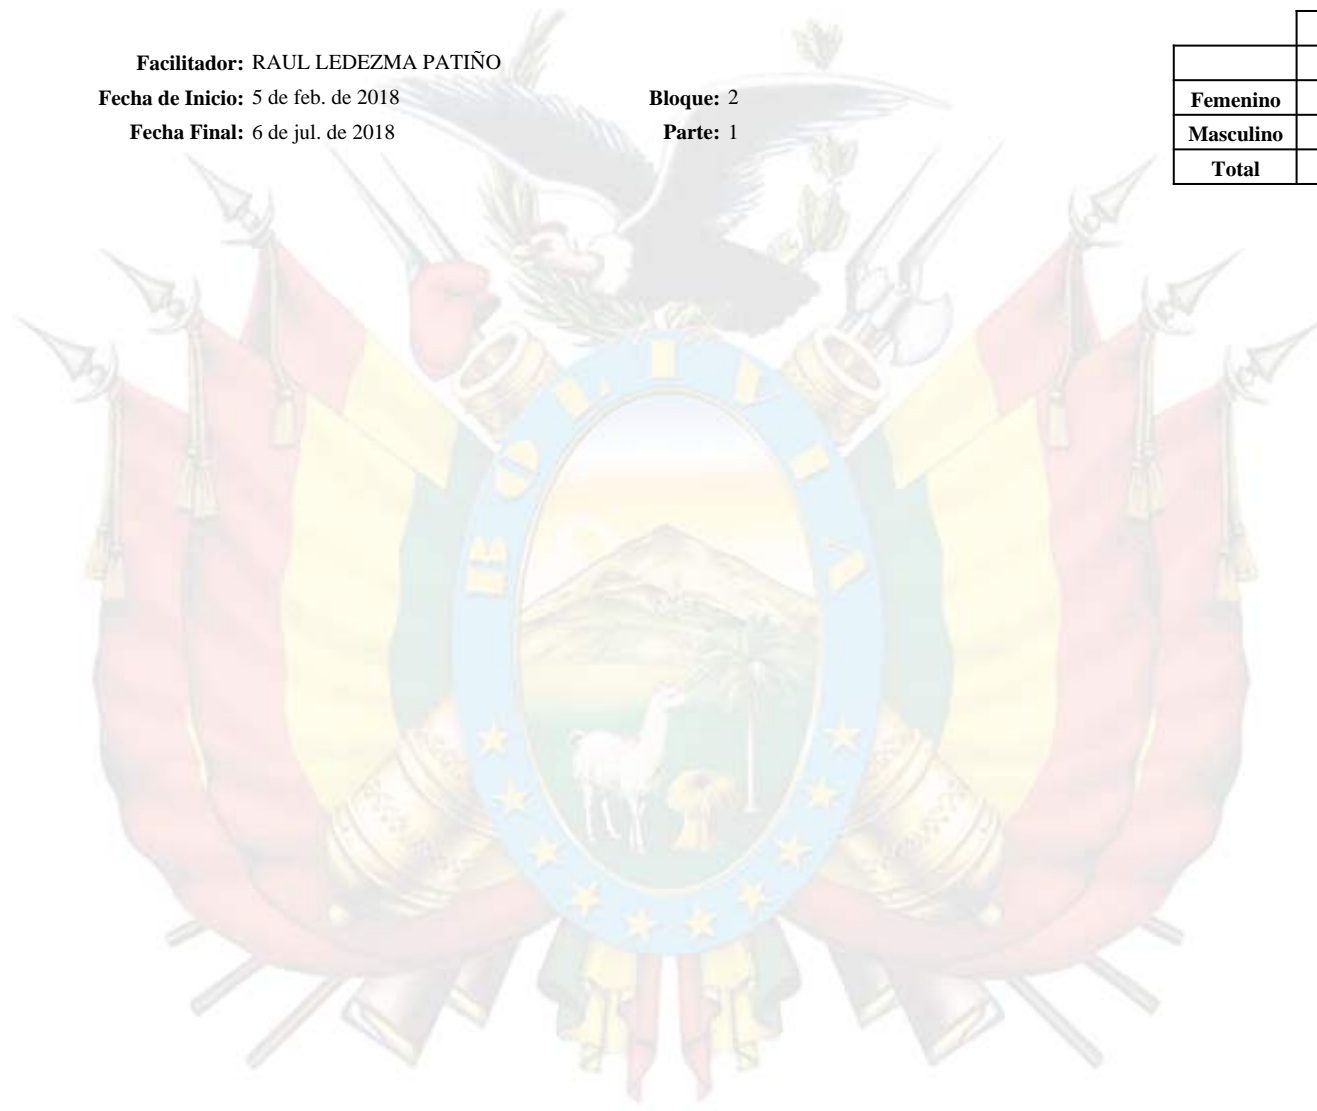 Facilitador: RAUL LEDEZMA PATIÑO
Fecha de Inicio: 5 de feb. de 2018 Bloque: 2
Fecha Final: 6 de jul. de 2018 Parte: 1
Femenino
Masculino
Total
BOLIVIA